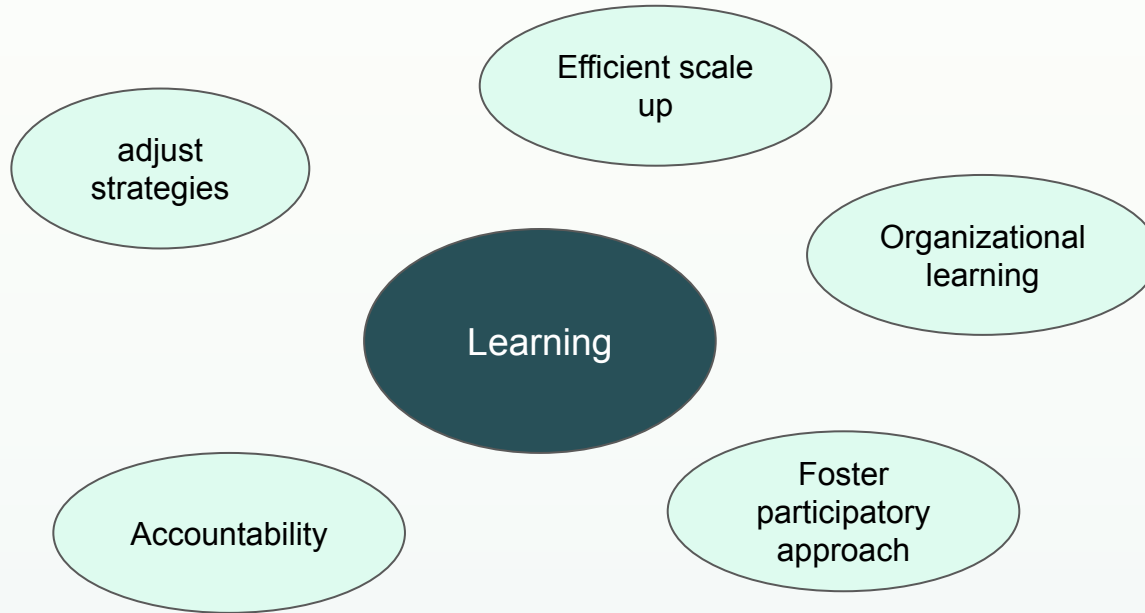 Efficient scale
up
adjust
strategies
Organizational
learning
Learning
Foster
participatory
approach
Accountability